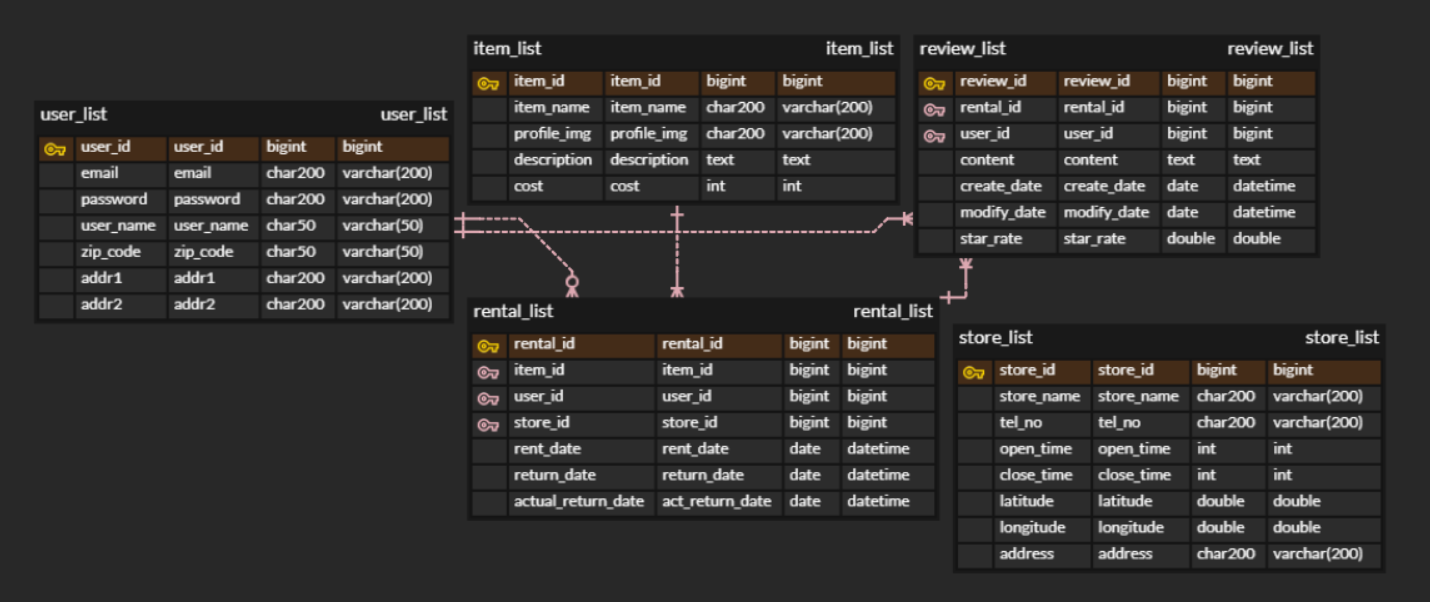 user_list user_list
user_id user_id bigint bigint
email email char200 varchar(200)
password password char200 varchar(200)
user_name user_name char50 varchar(50)
zip_code zip_code char50 varchar(50)
addr1 addr1 char200 varchar(200)
addr2 addr2 char200 varchar(200)
item_list item_list
item_id item_id bigint bigint
item_name item_name char200 varchar(200)
profile_img profile_img char200 varchar(200)
description description text text
cost cost int int
review_list review_list
review_id review_id bigint bigint
rental_id rental_id bigint bigint
user_id user_id bigint bigint
content content text text
create_date create_date date datetime
modify_date modify_date date datetime
star_rate star_rate double double
rental_list rental_list
rental_id rental_id bigint bigint
item_id item_id bigint bigint
user_id user_id bigint bigint
store_id store_id bigint bigint
rent_date rent_date date datetime
return_date return_date date datetime
actual_return_date act_return_date date datetime
store_list store_list
store_id store_id bigint bigint
store_name store_name char200 varchar(200)
tel_no tel_no char200 varchar(200)
open_time open_time int int
close_time close_time int int
latitude latitude double double
longitude longitude double double
address address char200 varchar(200)